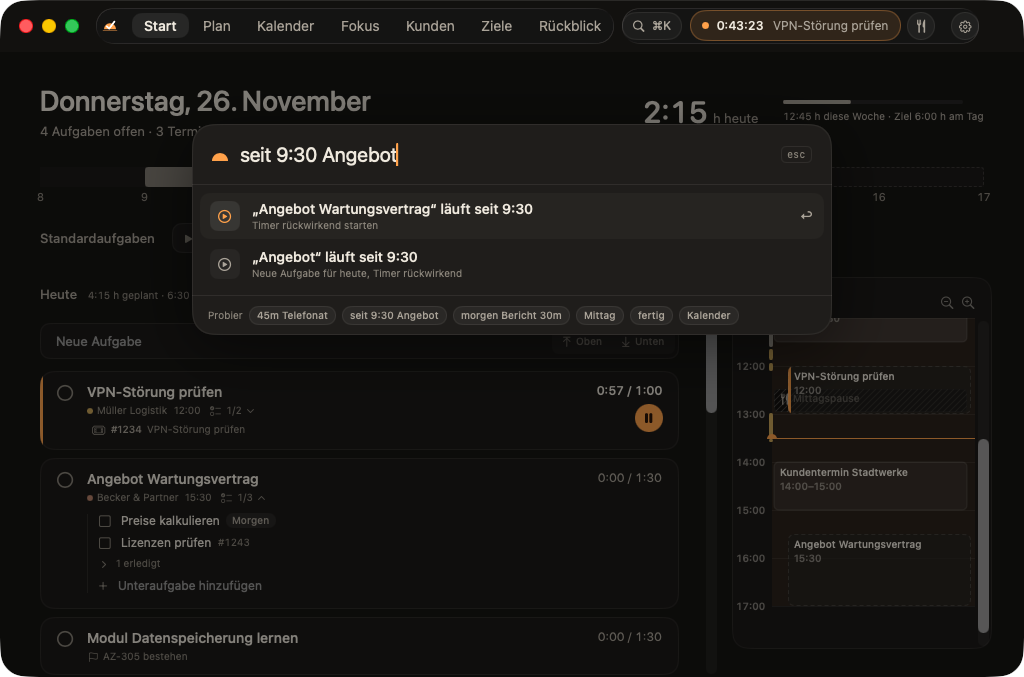 Start Plan Kalender Fokus Kunden Ziele Rückblick ⌘K 0:43:23 VPN-Störung prüfen
Donnerstag, 26. November
4 Aufgaben offen · 3 Termi
2:15 h heute
12:45 h diese Woche · Ziel 6:00 h am Tag
seit 9:30 Angebot
esc
8 9 16 17
„Angebot Wartungsvertrag“ läuft seit 9:30
Timer rückwirkend starten
„Angebot“ läuft seit 9:30
Neue Aufgabe für heute, Timer rückwirkend
Probier 45m Telefonat seit 9:30 Angebot morgen Bericht 30m Mittag fertig Kalender
Standardaufgaben
Heute 4:15 h geplant · 6:30
Neue Aufgabe Oben Unten
VPN-Störung prüfen 0:57 / 1:00
Müller Logistik 12:00 1/2
#1234 VPN-Störung prüfen
Angebot Wartungsvertrag 0:00 / 1:30
Becker & Partner 15:30 1/3
Preise kalkulieren Morgen
Lizenzen prüfen #1243
1 erledigt
Unteraufgabe hinzufügen
Modul Datenspeicherung lernen 0:00 / 1:30
AZ-305 bestehen
12:00
VPN-Störung prüfen
12:00
Mittagspause
13:00
14:00
Kundentermin Stadtwerke
14:00–15:00
15:00
Angebot Wartungsvertrag
15:30
16:00
17:00